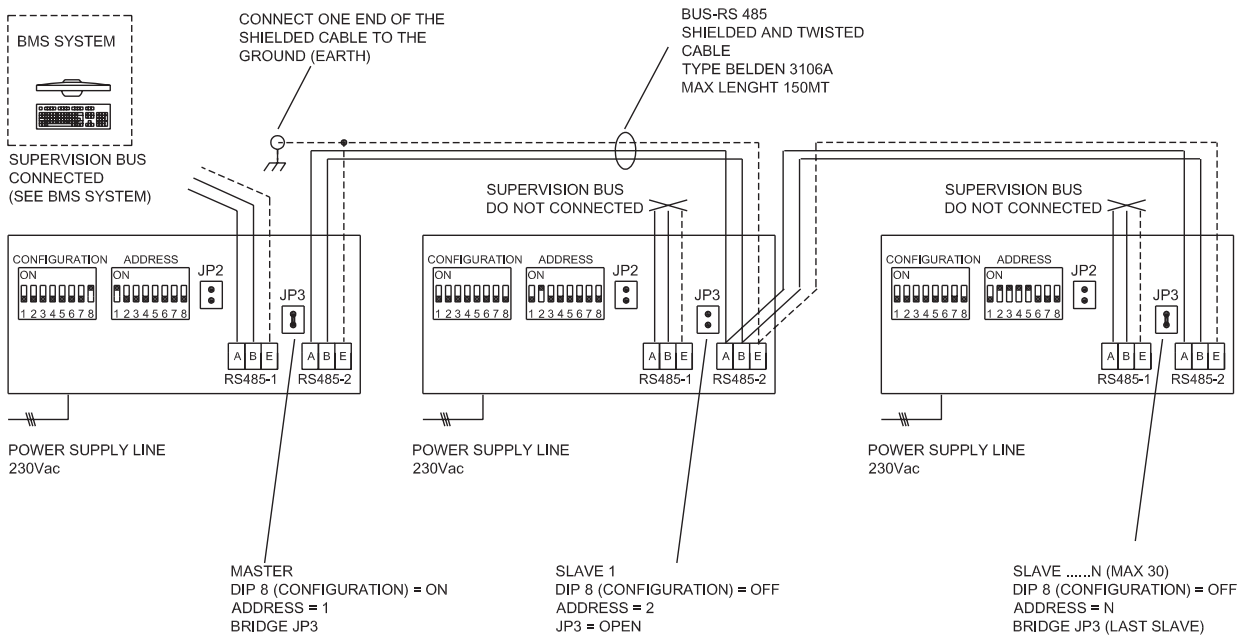 BMS SYSTEM
SUPERVISION BUS
CONNECTED
(SEE BMS SYSTEM)
CONNECT ONE END OF THE
SHIELDED CABLE TO THE
GROUND (EARTH)
BUS-RS 485
SHIELDED AND TWISTED
CABLE
TYPE BELDEN 3106A
MAX LENGHT 150MT
SUPERVISION BUS
DO NOT CONNECTED
SUPERVISION BUS
DO NOT CONNECTED
CONFIGURATION ADDRESS
ON ON
JP2
JP3
1 2 3 4 5 6 7 8 1 2 3 4 5 6 7 8
A B E A B E
RS485-1 RS485-2
CONFIGURATION ADDRESS
ON ON
JP2
JP3
1 2 3 4 5 6 7 8 1 2 3 4 5 6 7 8
A B E A B E
RS485-1 RS485-2
CONFIGURATION ADDRESS
ON ON
JP2
JP3
1 2 3 4 5 6 7 8 1 2 3 4 5 6 7 8
A B E A B E
RS485-1 RS485-2
POWER SUPPLY LINE
230Vac
POWER SUPPLY LINE
230Vac
POWER SUPPLY LINE
230Vac
MASTER
DIP 8 (CONFIGURATION) = ON
ADDRESS = 1
BRIDGE JP3
SLAVE 1
DIP 8 (CONFIGURATION) = OFF
ADDRESS = 2
JP3 = OPEN
SLAVE ......N (MAX 30)
DIP 8 (CONFIGURATION) = OFF
ADDRESS = N
BRIDGE JP3 (LAST SLAVE)